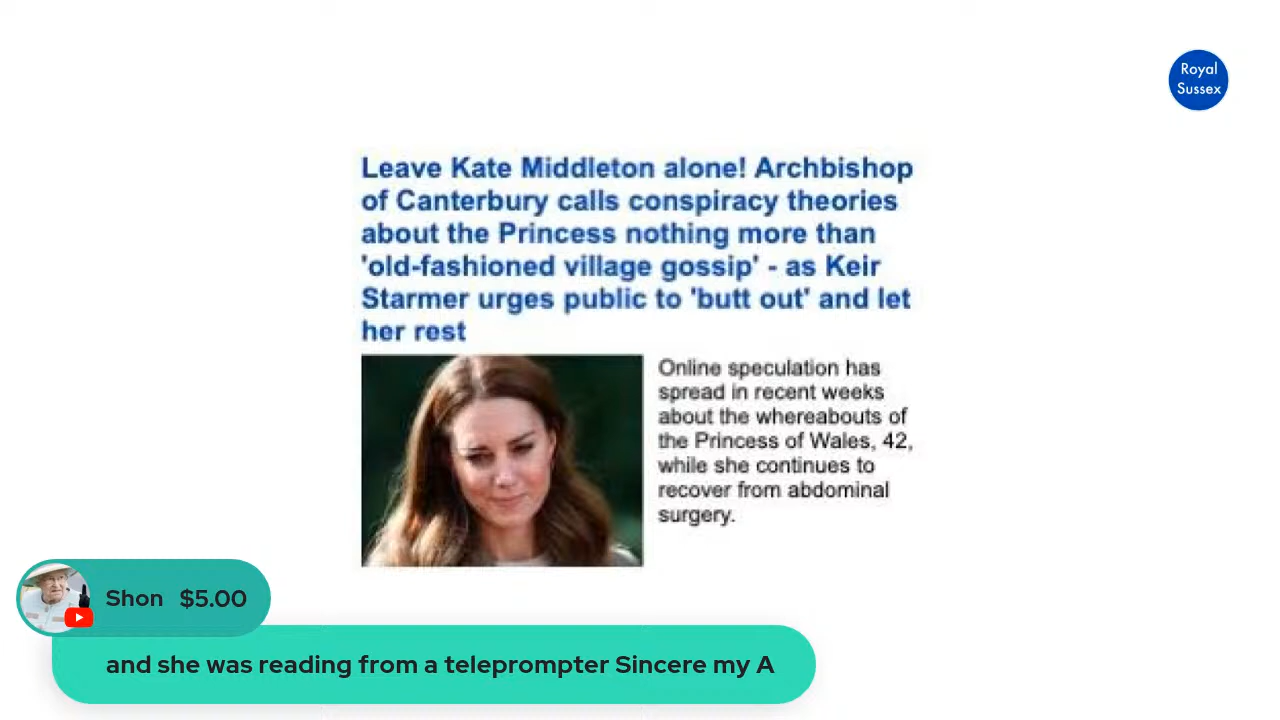 Royal
Sussex
Leave Kate Middleton alone! Archbishop
of Canterbury calls conspiracy theories
about the Princess nothing more than
'old-fashioned village gossip' - as Keir
Starmer urges public to 'butt out' and let
her rest
Online speculation has
spread in recent weeks
about the whereabouts of
the Princess of Wales, 42,
while she continues to
recover from abdominal
surgery.
Shon $5.00
and she was reading from a teleprompter Sincere my A